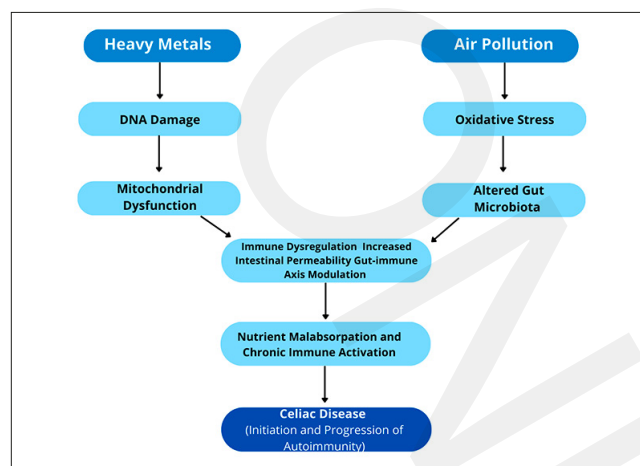 Heavy Metals
Air Pollution
DNA Damage
Oxidative Stress
Mitochondrial
Dysfunction
Altered Gut
Microbiota
Immune Dysregulation Increased
Intestinal Permeability Gut-immune
Axis Modulation
Nutrient Malabsorpation and
Chronic Immune Activation
Celiac Disease
(Initiation and Progression of
Autoimmunity)